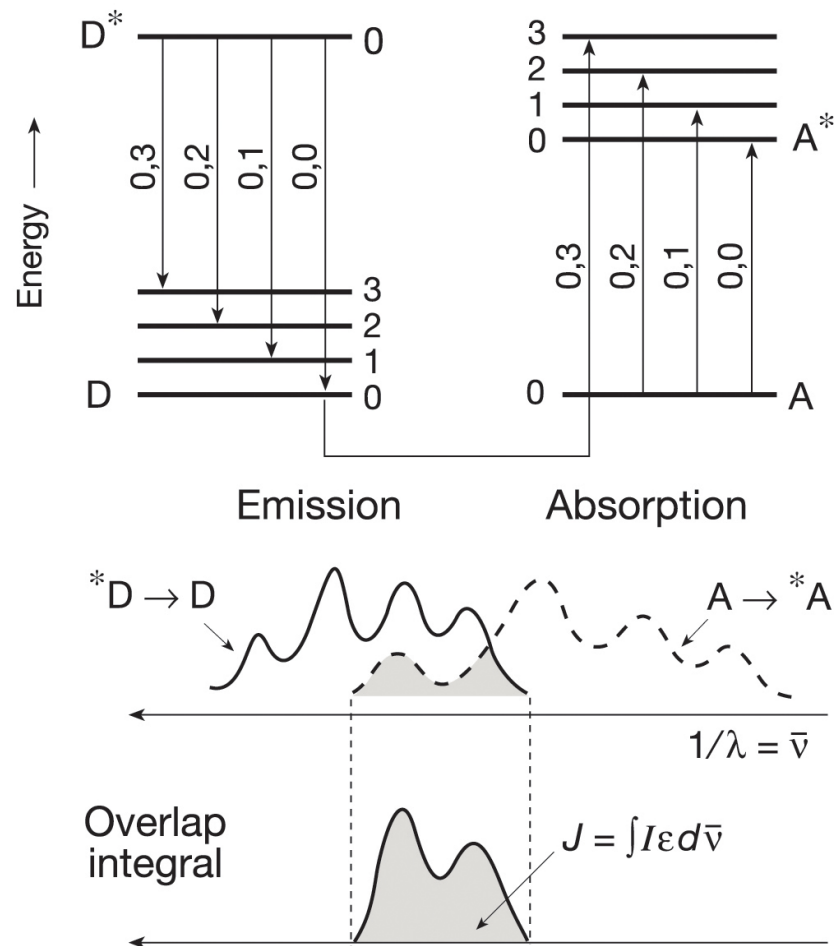 D* 0
0,3 0,2 0,1 0,0
3
2
1
D 0
Energy →
3
2
1
0 A*
0,3 0,2 0,1 0,0
0 A
Emission
Absorption
*D → D
A → *A
1/λ = ν̄
Overlap
integral
J = ∫Iεdν̄